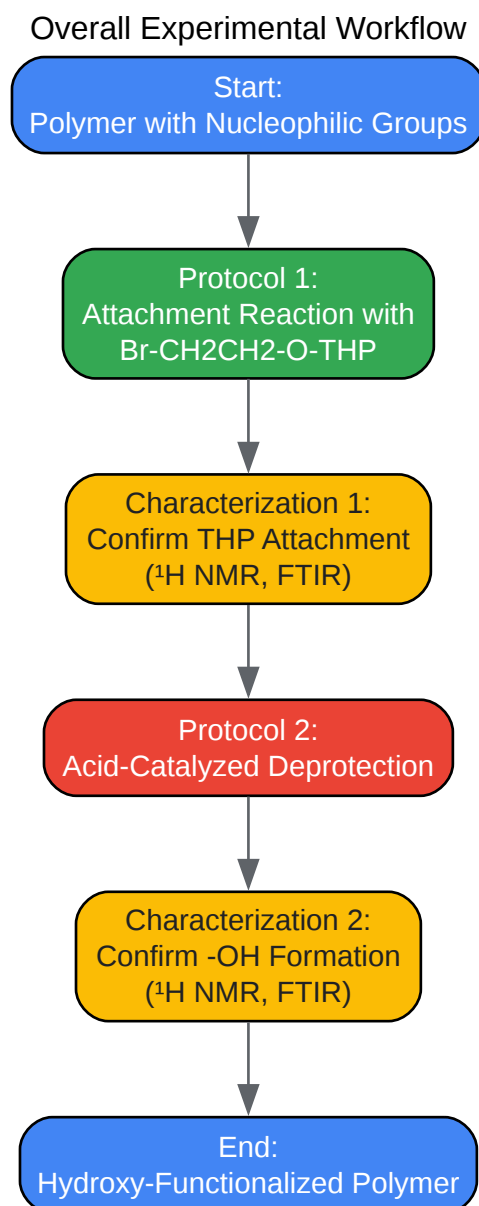 Overall Experimental Workflow
Start:
Polymer with Nucleophilic Groups
Protocol 1:
Attachment Reaction with
Br-CH2CH2-O-THP
Characterization 1:
Confirm THP Attachment
(¹H NMR, FTIR)
Protocol 2:
Acid-Catalyzed Deprotection
Characterization 2:
Confirm -OH Formation
(¹H NMR, FTIR)
End:
Hydroxy-Functionalized Polymer